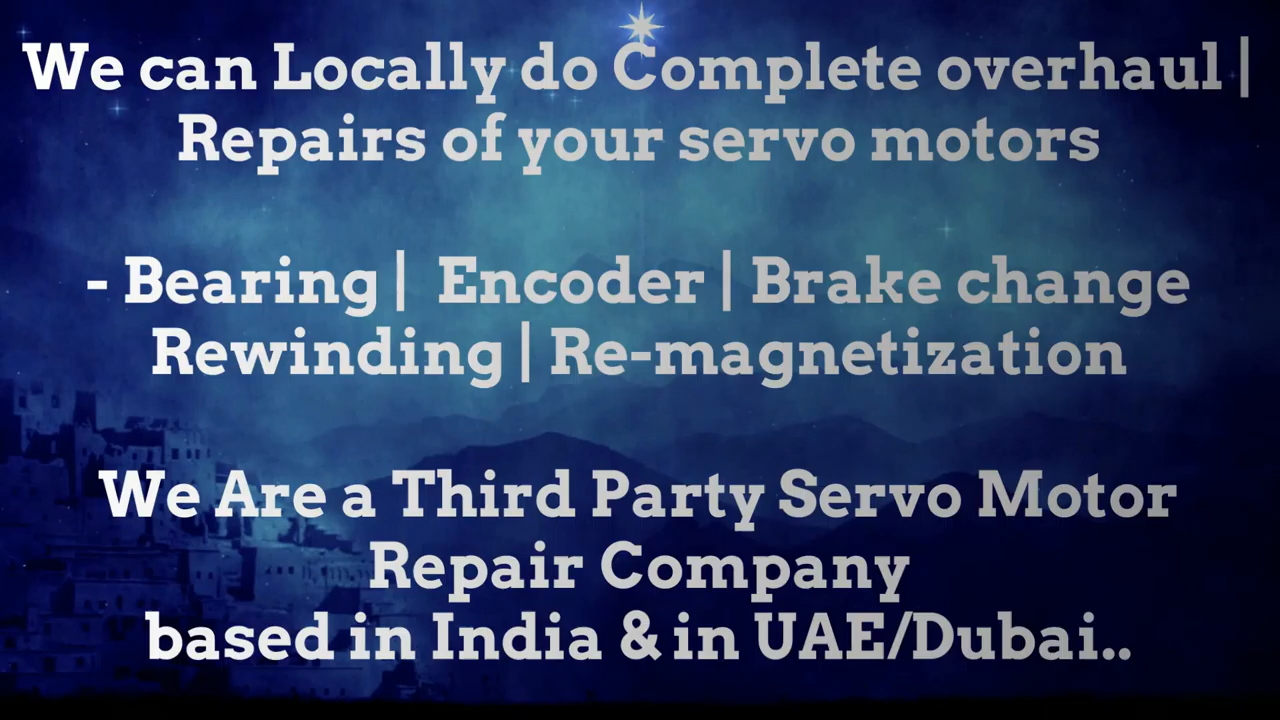 We can Locally do Complete overhaul |
Repairs of your servo motors
- Bearing | Encoder | Brake change
Rewinding | Re-magnetization
We Are a Third Party Servo Motor
Repair Company
based in India & in UAE/Dubai..